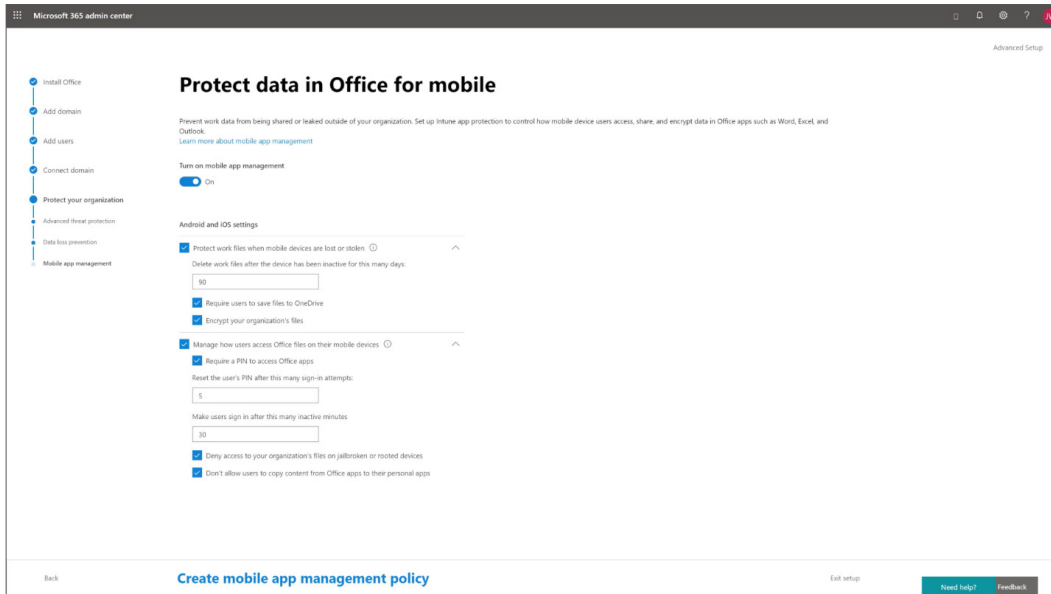 Microsoft 365 admin center
?
Advanced Setup
Install Office
Add domain
Add users
Connect domain
Protect your organization
Advanced threat protection
Data loss prevention
Mobile app management
Protect data in Office for mobile
Prevent work data from being shared or leaked outside of your organization. Set up Intune app protection to control how mobile device users access, share, and encrypt data in Office apps such as Word, Excel, and
Outlook.
Learn more about mobile app management
Turn on mobile app management
On
Android and iOS settings
Protect work files when mobile devices are lost or stolen
Delete work files after the device has been inactive for this many days:
90
Require users to save files to OneDrive
Encrypt your organization's files
Manage how users access Office files on their mobile devices
Require a PIN to access Office apps
Reset the user's PIN after this many sign-in attempts:
5
Make users sign in after this many inactive minutes
30
Deny access to your organization's files on jailbroken or rooted devices
Don't allow users to copy content from Office apps to their personal apps
Back
Create mobile app management policy
Exit setup
Need help?
Feedback